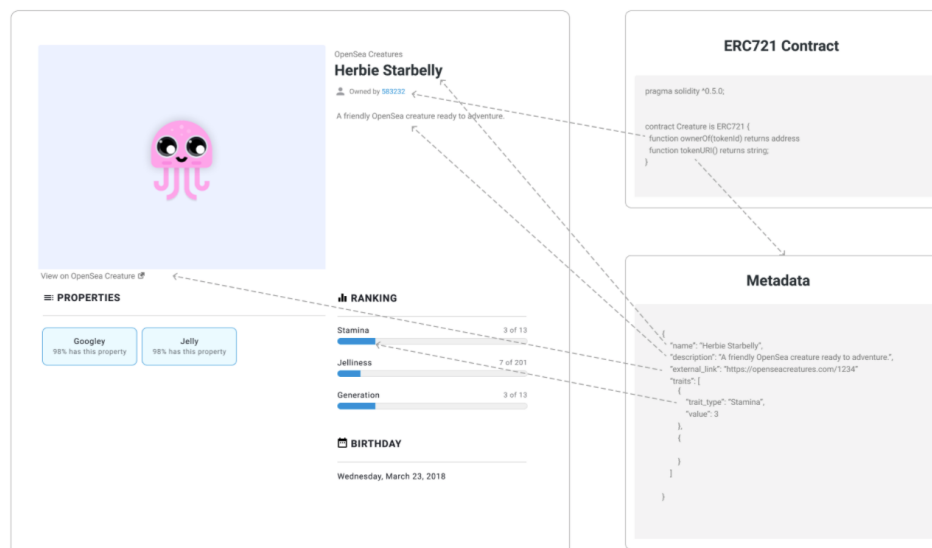 OpenSea Creatures
Herbie Starbelly
Owned by 583232
A friendly OpenSea creature ready to adventure.
View on OpenSea Creature
PROPERTIES
Googley
98% has this property
Jelly
98% has this property
RANKING
Stamina 3 of 13
Jelliness 7 of 201
Generation 3 of 13
BIRTHDAY
Wednesday, March 23, 2018
ERC721 Contract
pragma solidity ^0.5.0;
contract Creature is ERC721 {
function ownerOf(tokenId) returns address
function tokenURI() returns string;
}
Metadata
{
"name": "Herbie Starbelly",
"description": "A friendly OpenSea creature ready to adventure.",
"external_link": "https://openseacreatures.com/1234"
"traits": [
{
"trait_type": "Stamina",
"value": 3
},
{
}
]
}